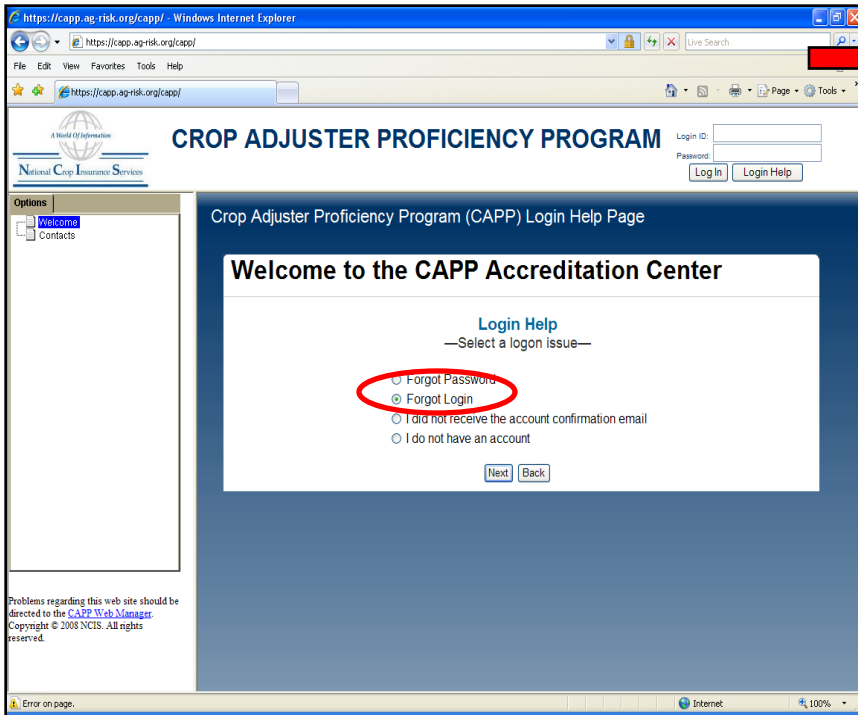 https://capp.ag-risk.org/capp/ - Windows Internet Explorer
https://capp.ag-risk.org/capp/
Live Search
File Edit View Favorites Tools Help
https://capp.ag-risk.org/capp/
Page Tools
A World Of Information
National Crop Insurance Services
CROP ADJUSTER PROFICIENCY PROGRAM
Login ID:
Password:
Log In Login Help
Options
Welcome
Contacts
Crop Adjuster Proficiency Program (CAPP) Login Help Page
Welcome to the CAPP Accreditation Center
Login Help
—Select a logon issue—
Forgot Password
Forgot Login
I did not receive the account confirmation email
I do not have an account
Next Back
Problems regarding this web site should be
directed to the CAPP Web Manager.
Copyright © 2008 NCIS. All rights
reserved.
Error on page.
Internet
100%